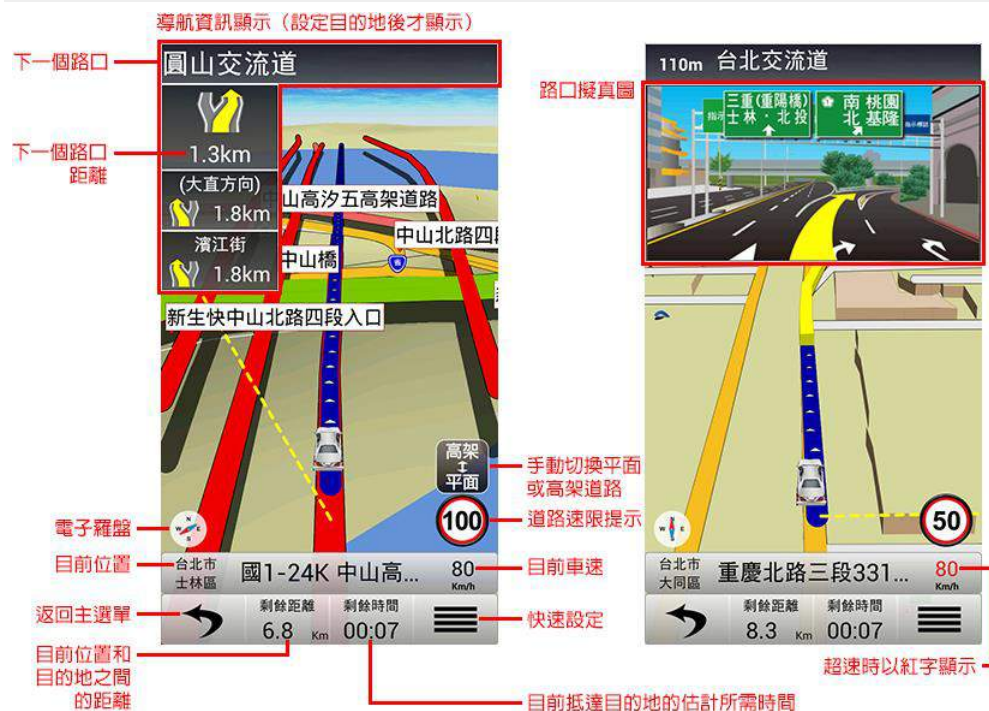 導航資訊顯示（設定目的地後才顯示）
下一個路口
圓山交流道
下一個路口
距離
1.3km
(大直方向)
1.8km
濱江街
1.8km
中山高汐五高架道路
中山北路四
中山橋
新生快中山北路四段入口
高架
平面
手動切換平面
或高架道路
100
道路速限提示
電子羅盤
N
W
E
S
目前位置
台北市
士林區
國1-24K 中山高...
80
Km/h
目前車速
返回主選單
剩餘距離
6.8 Km
剩餘時間
00:07
快速設定
目前位置和
目的地之間
的距離
目前抵達目的地的估計所需時間
110m 台北交流道
路口擬真圖
三重(重陽橋)
士林・北投
南 桃園
北 基隆
指示
指示標誌
50
W
E
台北市
大同區
重慶北路三段331...
80
Km/h
剩餘距離
8.3 Km
剩餘時間
00:07
超速時以紅字顯示